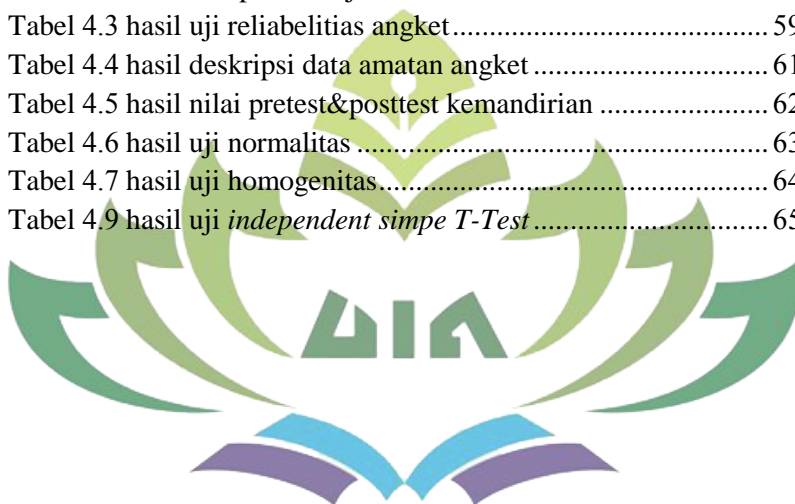 Tabel 4.3 hasil uji reliabelitias angket.......................... 59
Tabel 4.4 hasil deskripsi data amatan angket .............................. 61
Tabel 4.5 hasil nilai pretest&posttest kemandirian ...................... 62
Tabel 4.6 hasil uji normalitas ....................................................... 63
Tabel 4.7 hasil uji homogenitas.................................................... 64
Tabel 4.9 hasil uji independent simpe T-Test .............................. 65
UIN